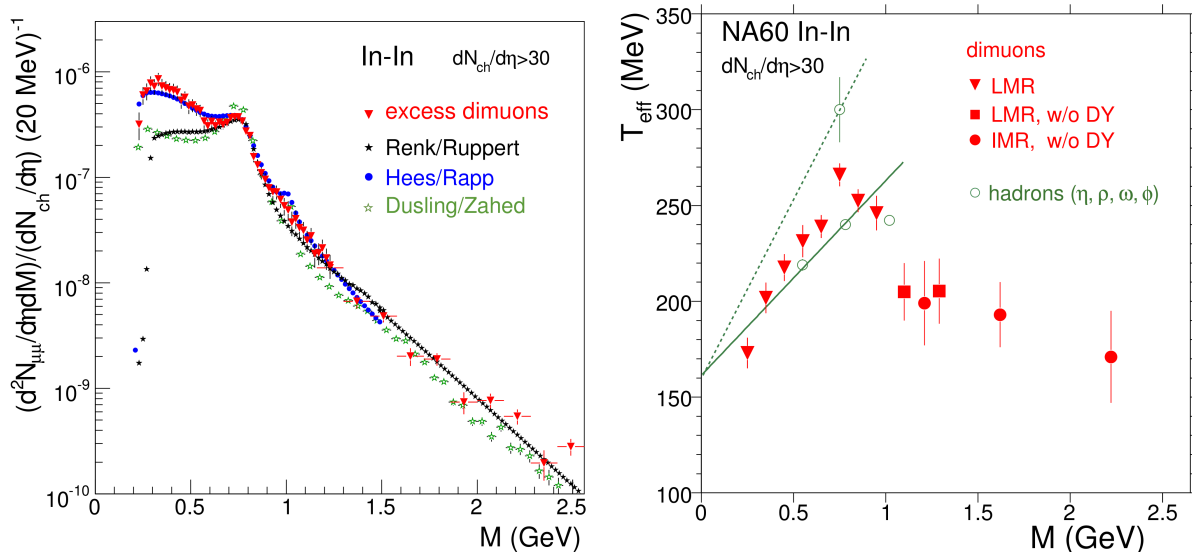 In-In dN_ch/dη>30
excess dimuons
Renk/Ruppert
Hees/Rapp
Dusling/Zahed
(d²N_μμ/dηdM)/(dN_ch/dη) (20 MeV)⁻¹
10⁻⁶
10⁻⁷
10⁻⁸
10⁻⁹
10⁻¹⁰
0 0.5 1 1.5 2 2.5
M (GeV)
NA60 In-In
dN_ch/dη>30
dimuons
LMR
LMR, w/o DY
IMR, w/o DY
hadrons (η, ρ, ω, ϕ)
T_eff (MeV)
350
300
250
200
150
100
0 0.5 1 1.5 2 2.5
M (GeV)